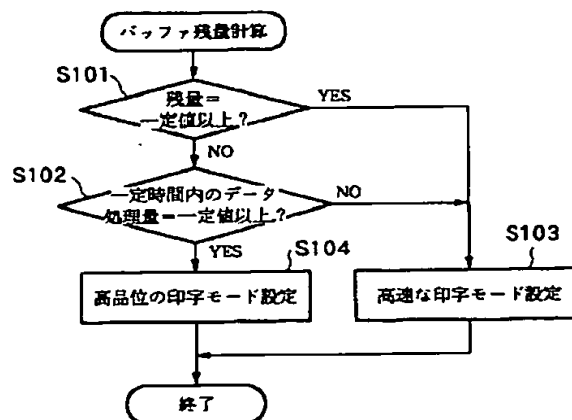 バッファ残量計算
S101
残量=
一定値以上?
YES
NO
S102
一定時間内のデータ
処理量=一定値以上?
NO
YES
S104
S103
高品位の印字モード設定
高速な印字モード設定
終了